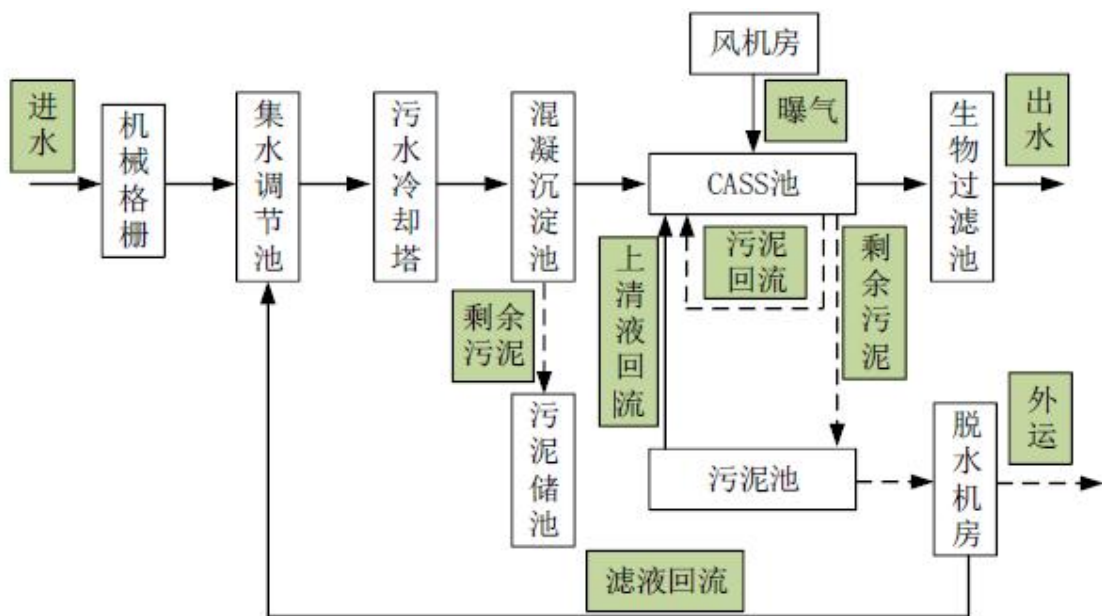 风机房
进水
机械格栅
集水调节池
污水冷却塔
混凝沉淀池
曝气
CASS池
生物过滤池
出水
剩余污泥
上清液回流
污泥回流
剩余污泥
污泥储池
污泥池
脱水机房
外运
滤液回流